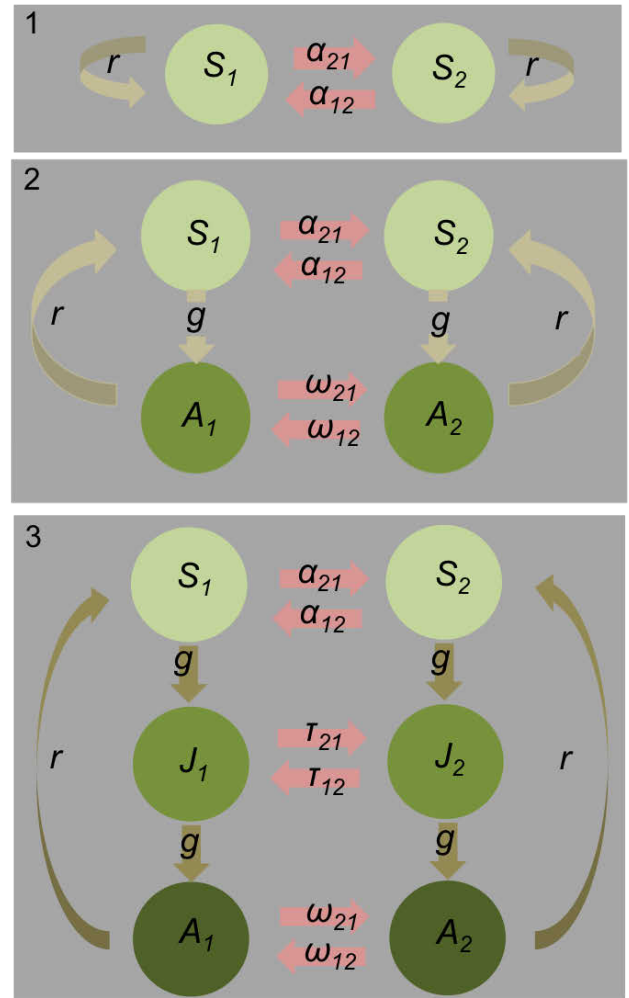 1
r S₁ α₂₁ S₂ r
α₁₂
2
S₁ α₂₁ S₂
α₁₂
r g g r
A₁ ω₂₁ A₂
ω₁₂
3
S₁ α₂₁ S₂
α₁₂
g g
r J₁ τ₂₁ J₂ r
τ₁₂
g g
A₁ ω₂₁ A₂
ω₁₂